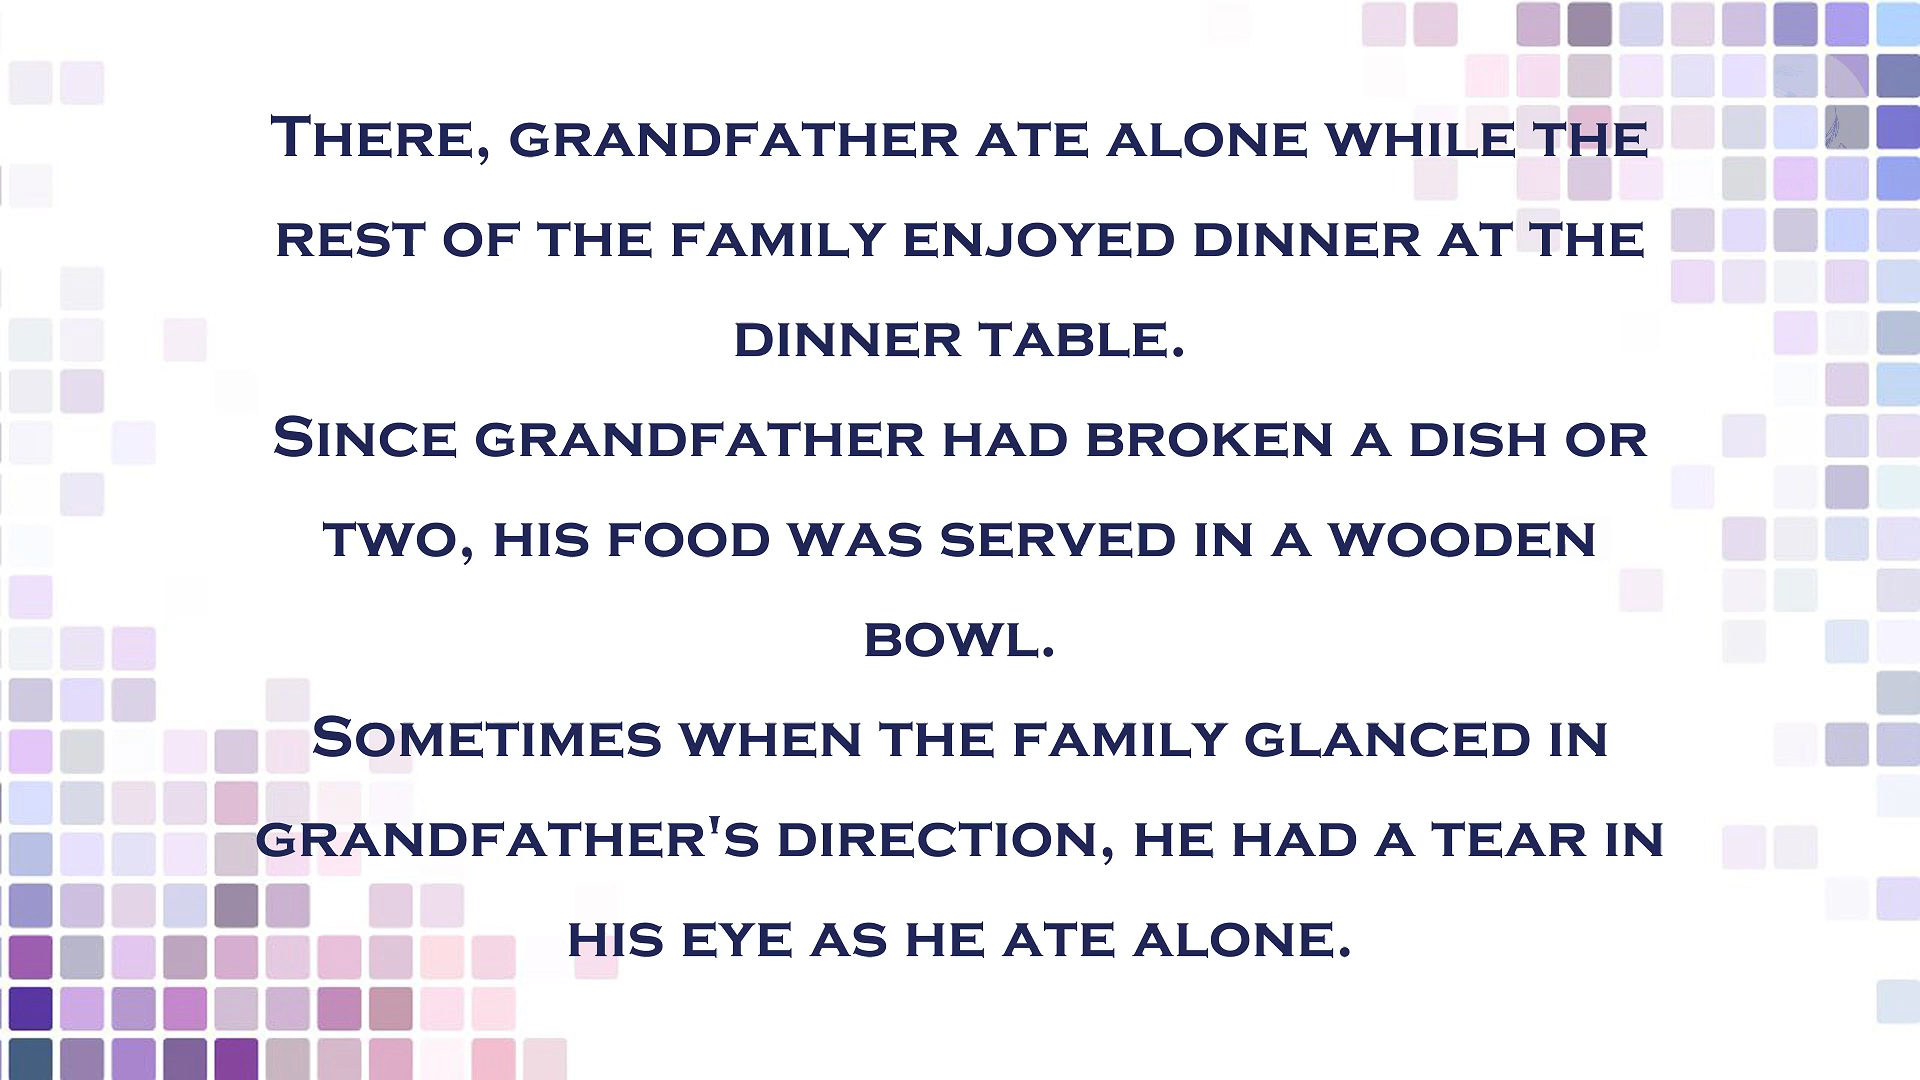 There, grandfather ate alone while the
rest of the family enjoyed dinner at the
dinner table.
Since grandfather had broken a dish or
two, his food was served in a wooden
bowl.
Sometimes when the family glanced in
grandfather's direction, he had a tear in
his eye as he ate alone.